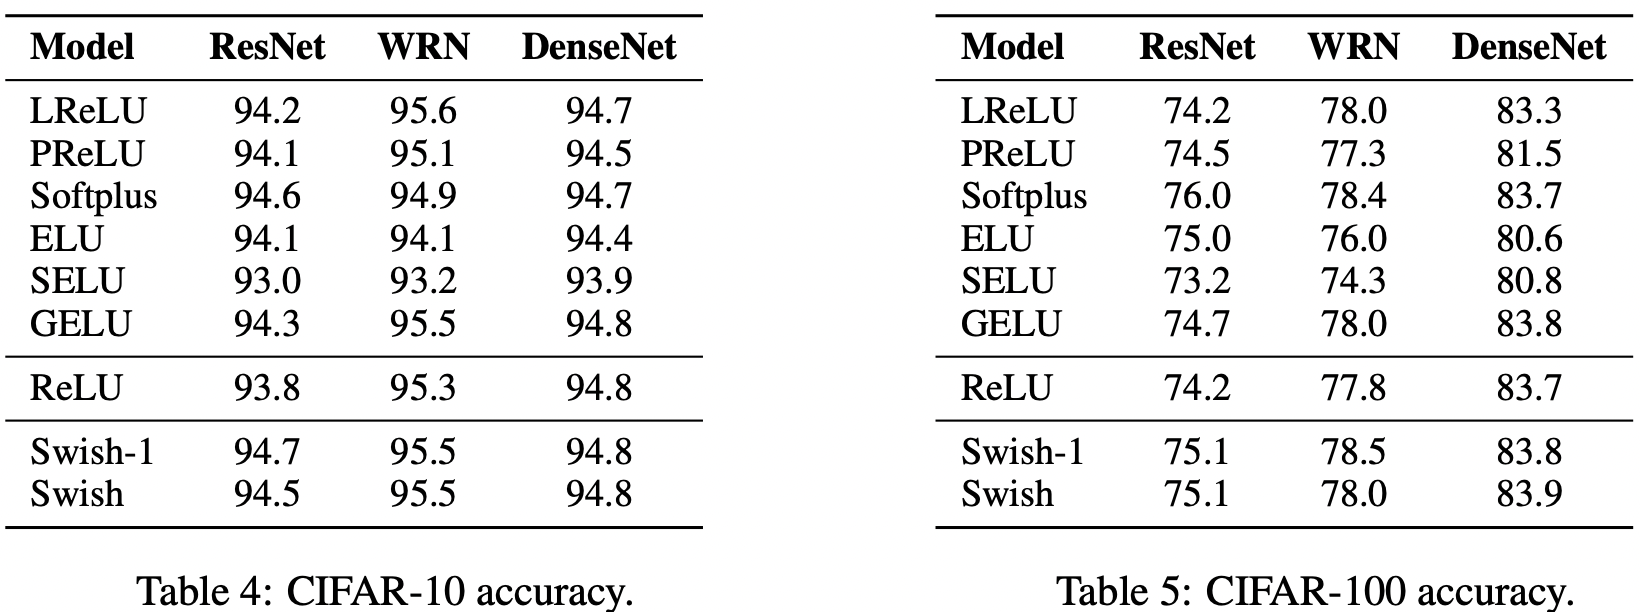 Model ResNet WRN DenseNet
LReLU 94.2 95.6 94.7
PReLU 94.1 95.1 94.5
Softplus 94.6 94.9 94.7
ELU 94.1 94.1 94.4
SELU 93.0 93.2 93.9
GELU 94.3 95.5 94.8
ReLU 93.8 95.3 94.8
Swish-1 94.7 95.5 94.8
Swish 94.5 95.5 94.8
Table 4: CIFAR-10 accuracy.
Model ResNet WRN DenseNet
LReLU 74.2 78.0 83.3
PReLU 74.5 77.3 81.5
Softplus 76.0 78.4 83.7
ELU 75.0 76.0 80.6
SELU 73.2 74.3 80.8
GELU 74.7 78.0 83.8
ReLU 74.2 77.8 83.7
Swish-1 75.1 78.5 83.8
Swish 75.1 78.0 83.9
Table 5: CIFAR-100 accuracy.